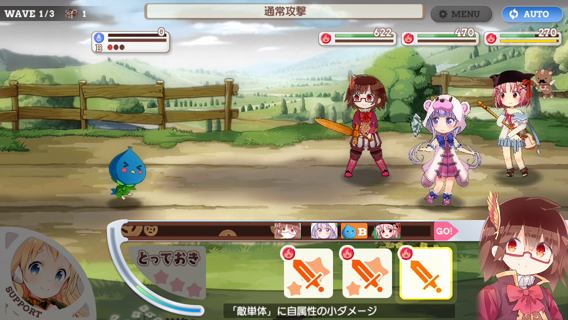 WAVE 1/3
1
通常攻撃
MENU
AUTO
0
B
622
470
270
B
GO!
とっておき
SUPPORT
「敵単体」に自属性の小ダメージ